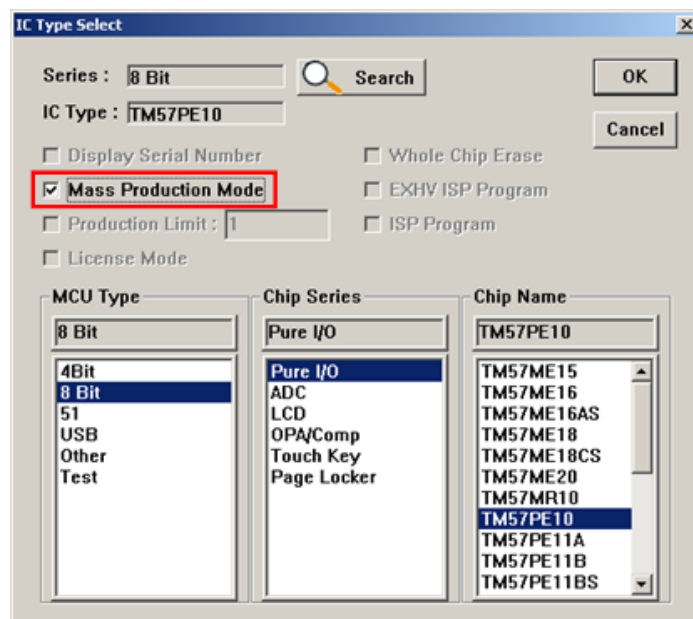 IC Type Select
Series : 8 Bit Search OK
IC Type : TM57PE10 Cancel
Display Serial Number Whole Chip Erase
Mass Production Mode EXHV ISP Program
Production Limit : 1 ISP Program
License Mode
MCU Type Chip Series Chip Name
8 Bit Pure I/O TM57PE10
4Bit
8 Bit
51
USB
Other
Test
Pure I/O
ADC
LCD
OPA/Comp
Touch Key
Page Locker
TM57ME15
TM57ME16
TM57ME16AS
TM57ME18
TM57ME18CS
TM57ME20
TM57MR10
TM57PE10
TM57PE11A
TM57PE11B
TM57PE11BS